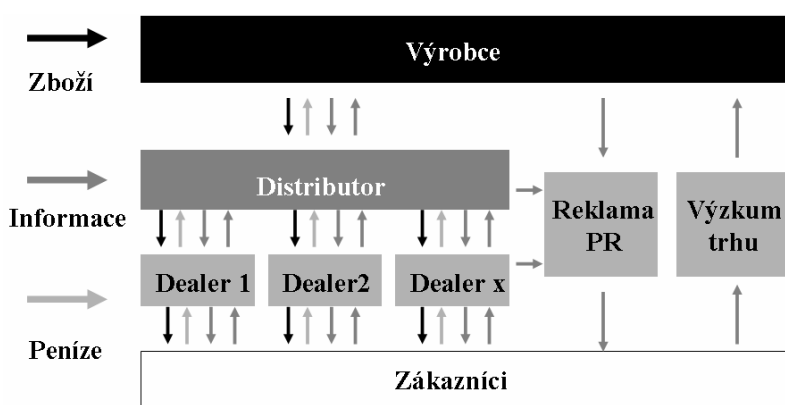 Výrobce
Zboží
Distributor
Informace
Reklama
PR
Výzkum
trhu
Dealer 1
Dealer2
Dealer x
Peníze
Zákazníci